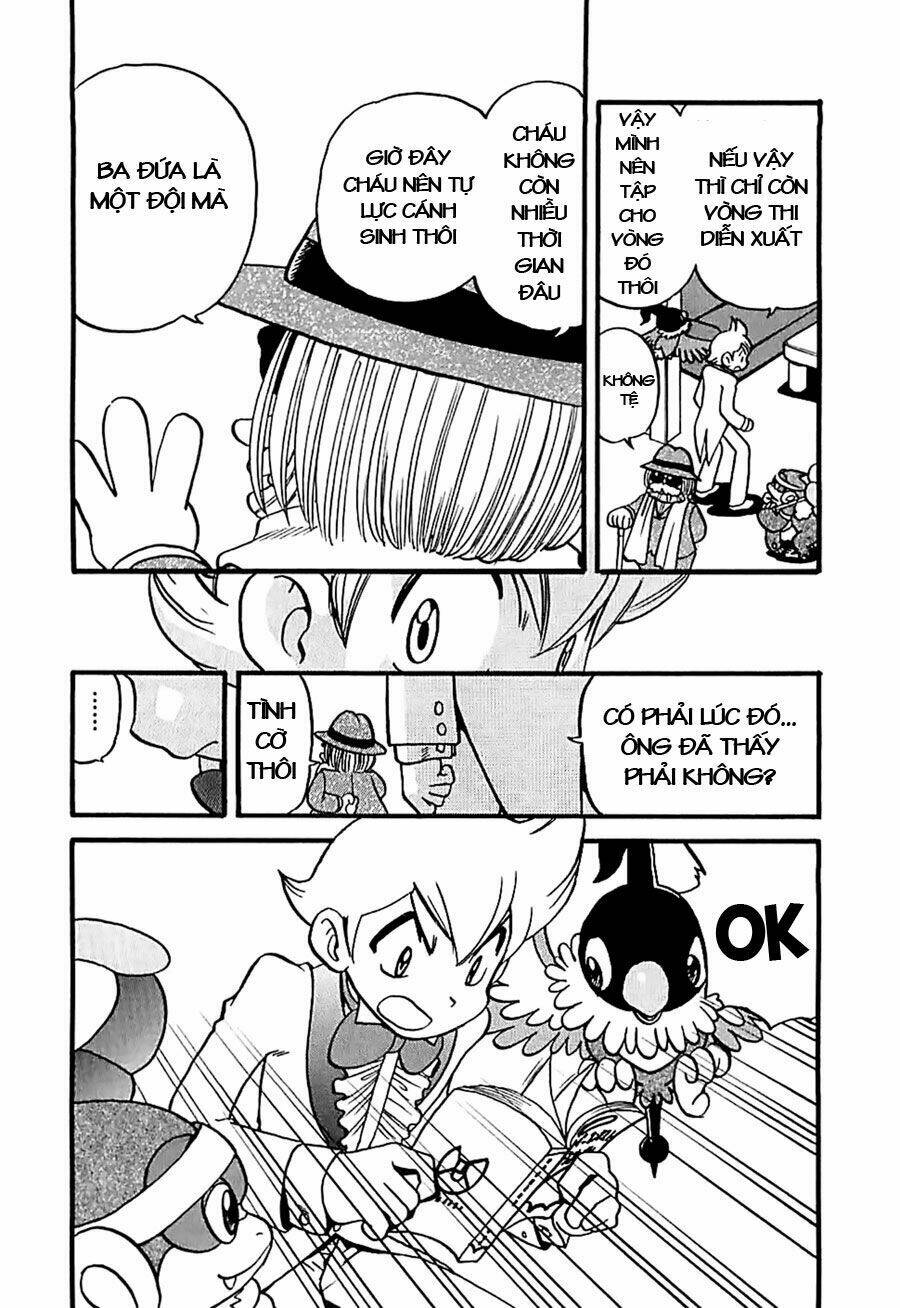 NẾU VẬY
THÌ CHỈ CÒN
VÒNG THI
DIỄN XUẤT
VẬY
MÌNH
NÊN
TẬP
CHO
VÒNG
ĐÓ
THÔI
KHÔNG
TỆ
CHÁU
KHÔNG
CÒN
NHIỀU
THỜI
GIAN
ĐÂU
GIỜ ĐÂY
CHÁU NÊN TỰ
LỰC CÁNH
SINH THÔI
BA ĐỨA LÀ
MỘT ĐỘI MÀ
CÓ PHẢI LÚC ĐÓ...
ÔNG ĐÃ THẤY
PHẢI KHÔNG?
TÌNH
CỜ
THÔI
......
OK